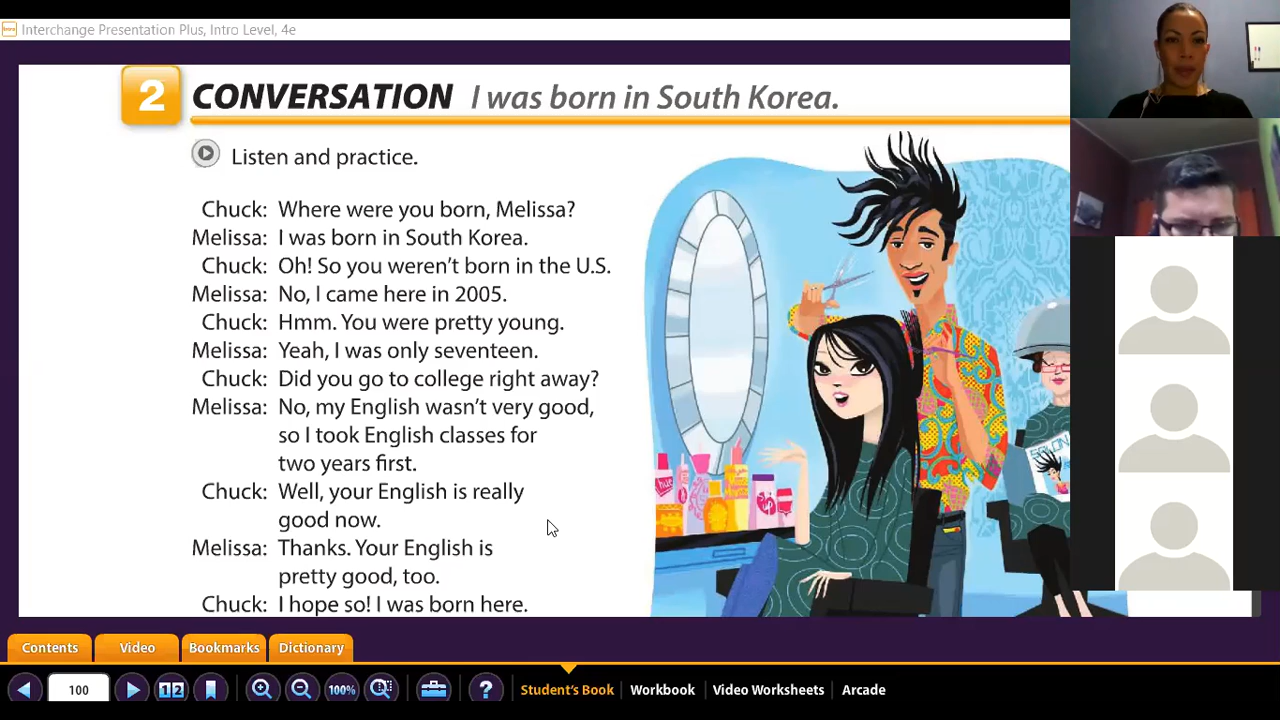 Interchange Presentation Plus, Intro Level, 4e
2 CONVERSATION I was born in South Korea.
Listen and practice.
Chuck: Where were you born, Melissa?
Melissa: I was born in South Korea.
Chuck: Oh! So you weren't born in the U.S.
Melissa: No, I came here in 2005.
Chuck: Hmm. You were pretty young.
Melissa: Yeah, I was only seventeen.
Chuck: Did you go to college right away?
Melissa: No, my English wasn't very good,
so I took English classes for
two years first.
Chuck: Well, your English is really
good now.
Melissa: Thanks. Your English is
pretty good, too.
Chuck: I hope so! I was born here.
hue
SALON
Contents Video Bookmarks Dictionary
100 12 100% ? Student's Book Workbook Video Worksheets Arcade